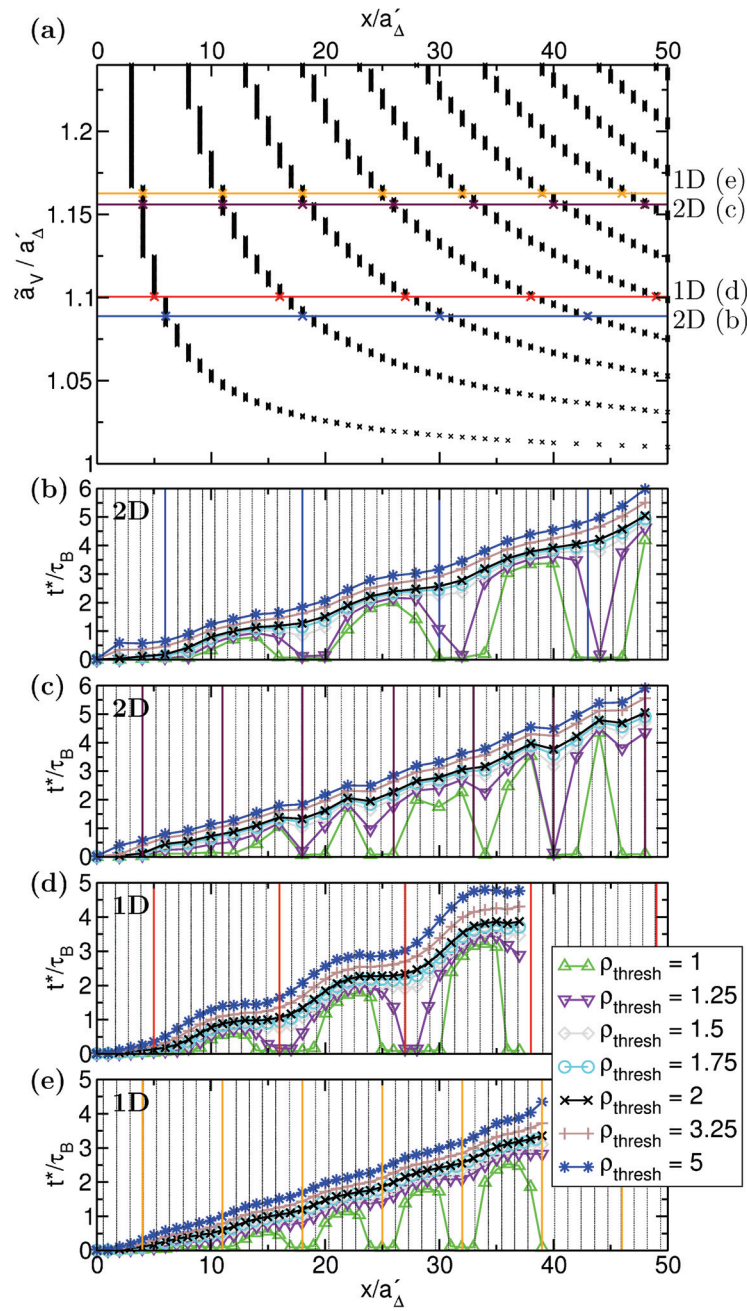 (a)
x/a′Δ
0 10 20 30 40 50
1.2
1.15
1.1
1.05
1
ãV / a′Δ
1D (e)
2D (c)
1D (d)
2D (b)
(b)
2D
6
5
4
3
2
1
0
t*/τB
(c)
2D
6
5
4
3
2
1
0
t*/τB
(d)
1D
5
4
3
2
1
0
t*/τB
ρthresh = 1
ρthresh = 1.25
ρthresh = 1.5
ρthresh = 1.75
ρthresh = 2
ρthresh = 3.25
ρthresh = 5
(e)
1D
5
4
3
2
1
0
t*/τB
0 10 20 30 40 50
x/a′Δ